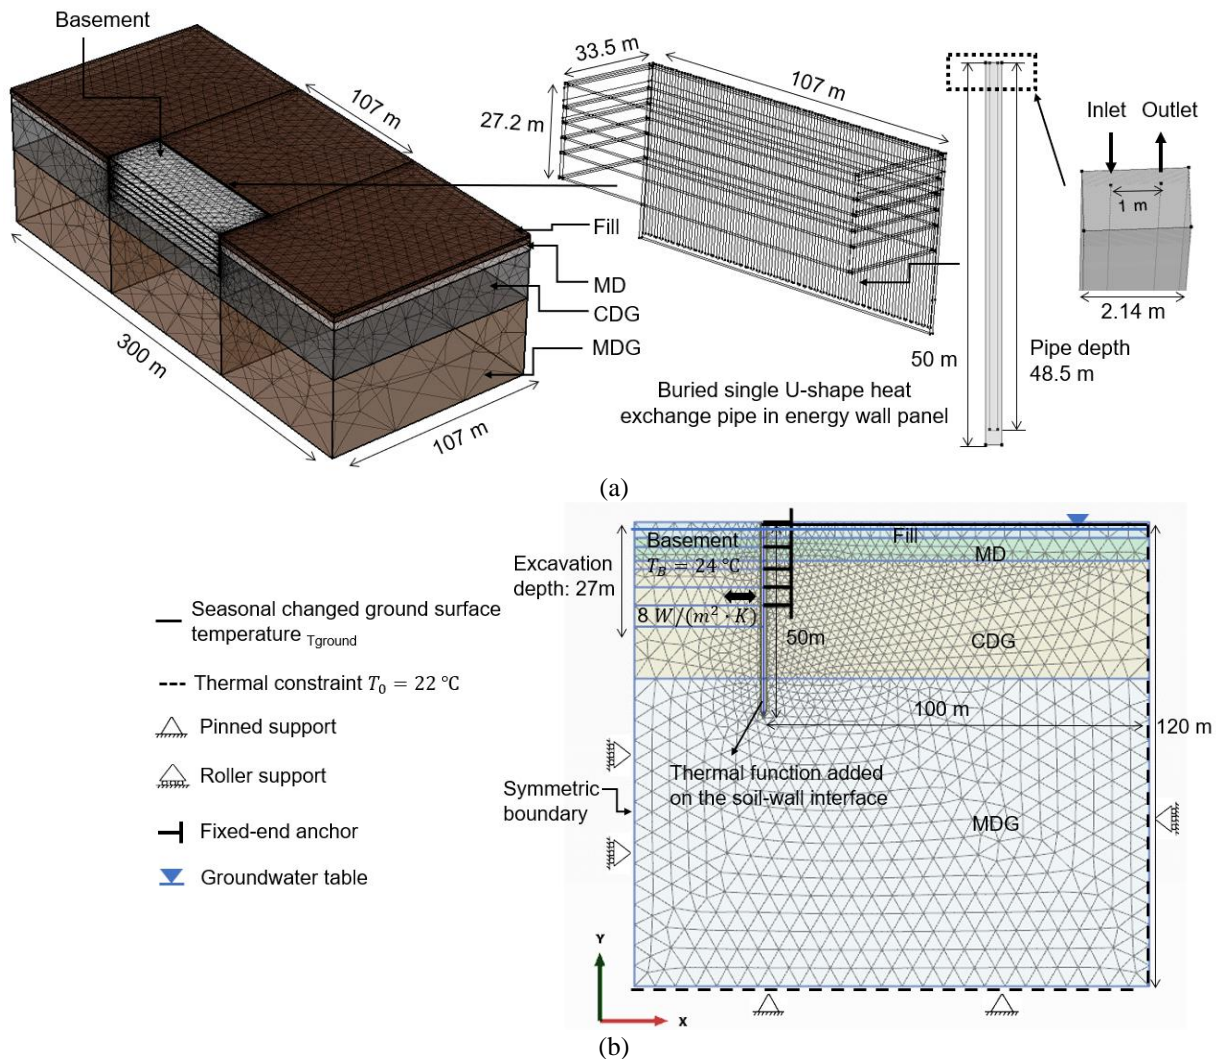 Basement
107 m
300 m
107 m
Fill
MD
CDG
MDG
33.5 m
107 m
27.2 m
Buried single U-shape heat
exchange pipe in energy wall panel
50 m
Pipe depth
48.5 m
Inlet
Outlet
1 m
2.14 m
(a)
Seasonal changed ground surface
temperature Tground
Thermal constraint T₀ = 22 ℃
Pinned support
Roller support
Fixed-end anchor
Groundwater table
Excavation
depth: 27m
Symmetric
boundary
Basement
T_B = 24 ℃
8 W/(m² · K)
50m
Fill
MD
CDG
100 m
120 m
Thermal function added
on the soil-wall interface
MDG
Y
X
(b)